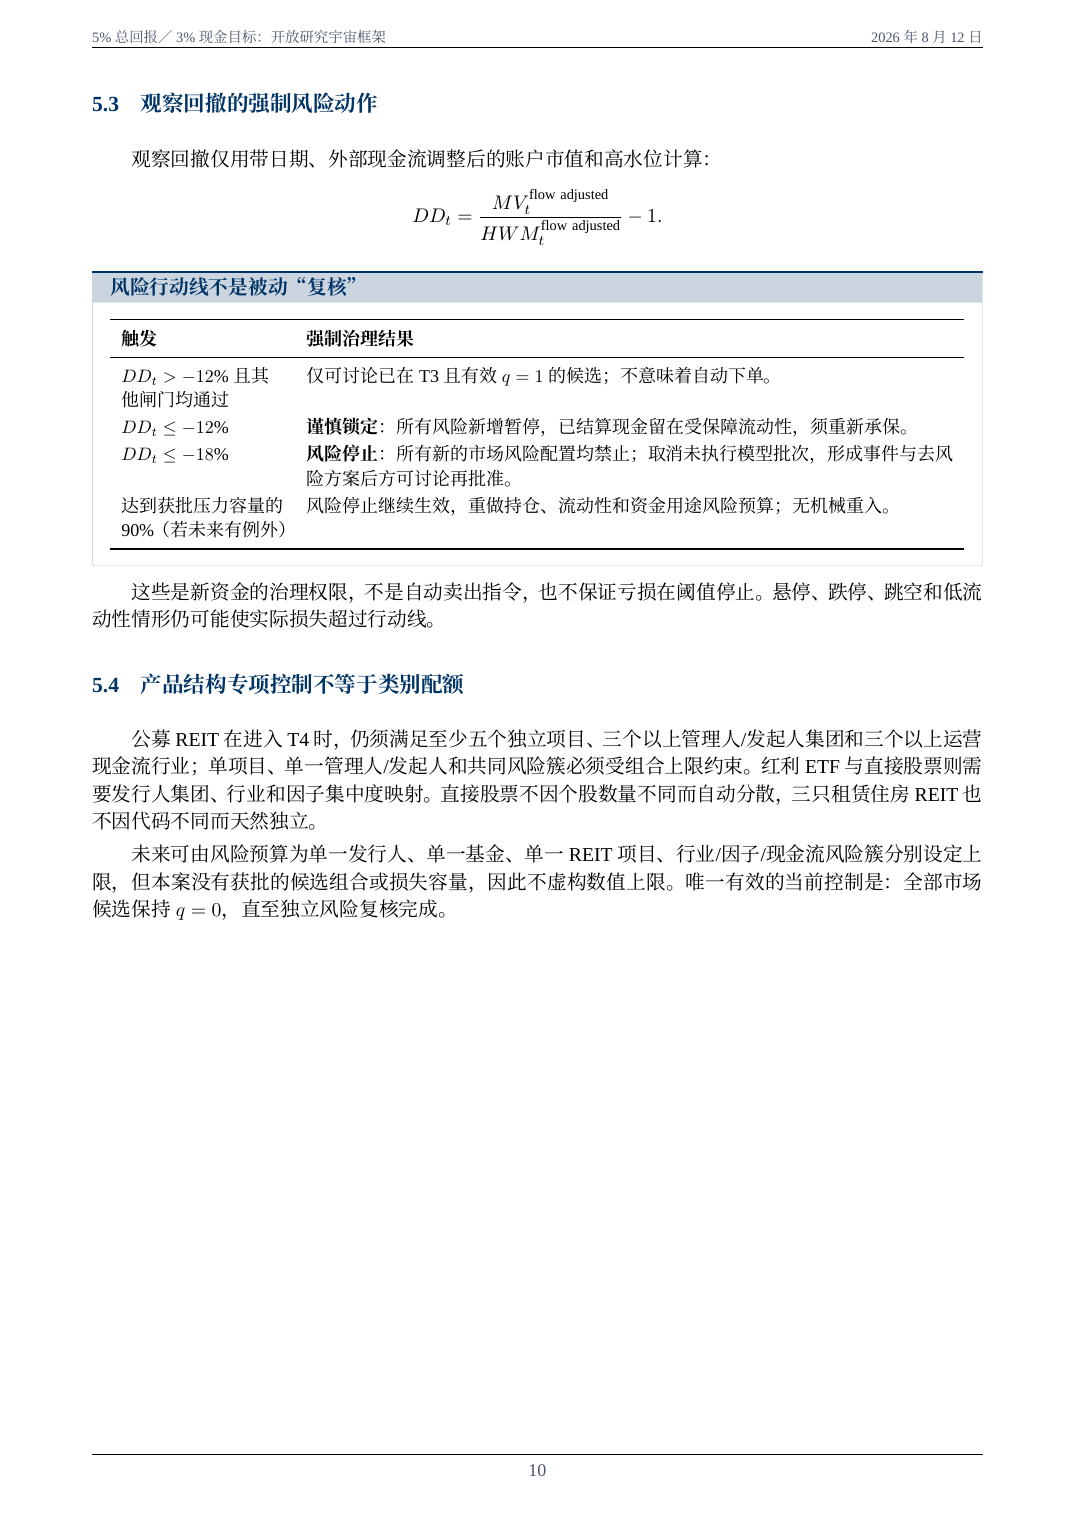 5% 总回报／3% 现金目标：开放研究宇宙框架
2026 年 8 月 12 日
5.3 观察回撤的强制风险动作
观察回撤仅用带日期、外部现金流调整后的账户市值和高水位计算：
DD_t = MV_t^{flow adjusted} / HWM_t^{flow adjusted} − 1.
风险行动线不是被动“复核”
触发 强制治理结果
DD_t > −12% 且其 仅可讨论已在 T3 且有效 q = 1 的候选；不意味着自动下单。
他闸门均通过
DD_t ≤ −12% 谨慎锁定：所有风险新增暂停，已结算现金留在受保障流动性，须重新承保。
DD_t ≤ −18% 风险停止：所有新的市场风险配置均禁止；取消未执行模型批次，形成事件与去风
险方案后方可讨论再批准。
达到获批压力容量的 风险停止继续生效，重做持仓、流动性和资金用途风险预算；无机械重入。
90%（若未来有例外）
这些是新资金的治理权限，不是自动卖出指令，也不保证亏损在阈值停止。悬停、跌停、跳空和低流
动性情形仍可能使实际损失超过行动线。
5.4 产品结构专项控制不等于类别配额
公募 REIT 在进入 T4 时，仍须满足至少五个独立项目、三个以上管理人/发起人集团和三个以上运营
现金流行业；单项目、单一管理人/发起人和共同风险簇必须受组合上限约束。红利 ETF 与直接股票则需
要发行人集团、行业和因子集中度映射。直接股票不因个股数量不同而自动分散，三只租赁住房 REIT 也
不因代码不同而天然独立。
未来可由风险预算为单一发行人、单一基金、单一 REIT 项目、行业/因子/现金流风险簇分别设定上
限，但本案没有获批的候选组合或损失容量，因此不虚构数值上限。唯一有效的当前控制是：全部市场
候选保持 q = 0，直至独立风险复核完成。
10